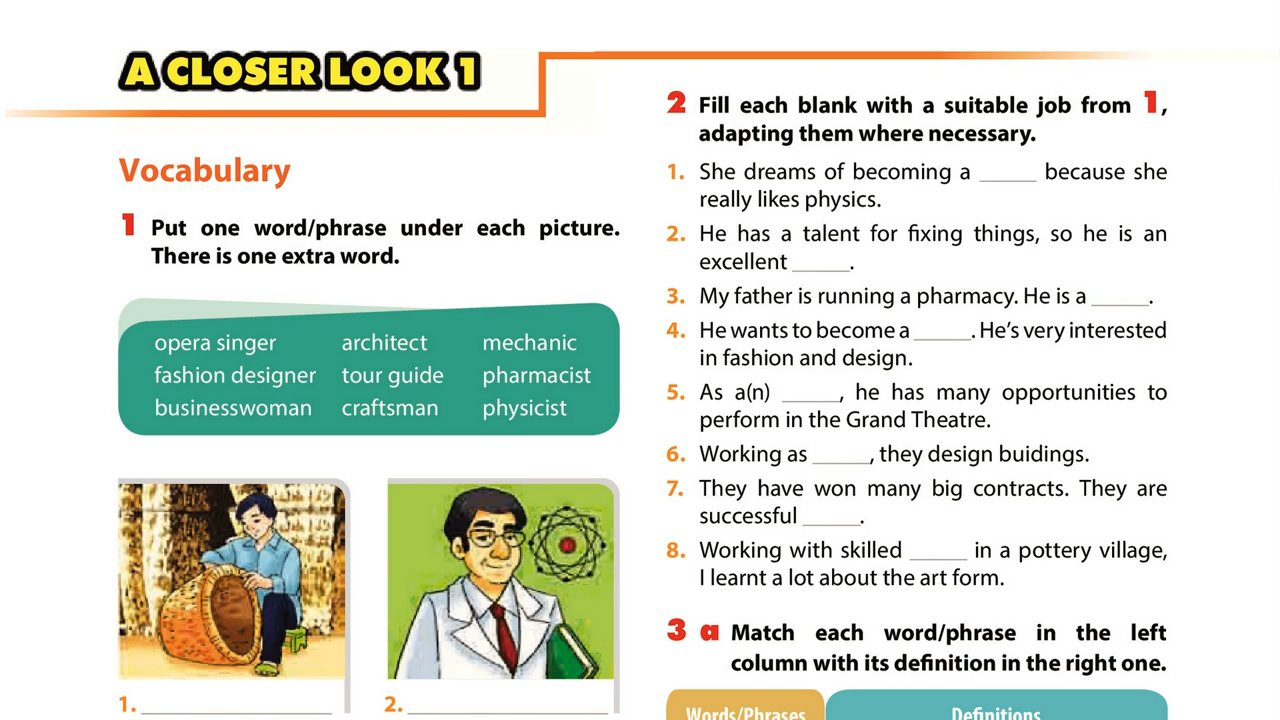 A CLOSER LOOK 1
Vocabulary
1 Put one word/phrase under each picture.
There is one extra word.
opera singer architect mechanic
fashion designer tour guide pharmacist
businesswoman craftsman physicist
1. ________________
2. ________________
2 Fill each blank with a suitable job from 1,
adapting them where necessary.
1. She dreams of becoming a _____ because she
really likes physics.
2. He has a talent for fixing things, so he is an
excellent _____.
3. My father is running a pharmacy. He is a _____.
4. He wants to become a _____. He's very interested
in fashion and design.
5. As a(n) _____, he has many opportunities to
perform in the Grand Theatre.
6. Working as _____, they design buidings.
7. They have won many big contracts. They are
successful _____.
8. Working with skilled _____ in a pottery village,
I learnt a lot about the art form.
3 a Match each word/phrase in the left
column with its definition in the right one.
Words/Phrases Definitions